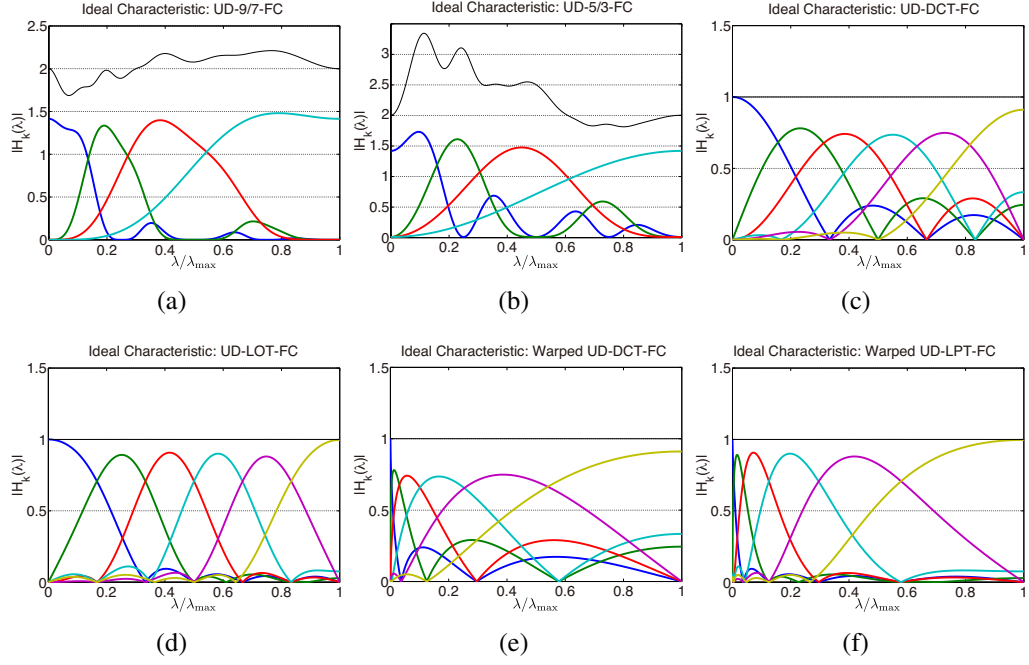 Ideal Characteristic: UD-9/7-FC
|H_k(λ)|
2.5
2
1.5
1
0.5
0
0 0.2 0.4 0.6 0.8 1
λ/λ_max
(a)
Ideal Characteristic: UD-5/3-FC
|H_k(λ)|
3
2.5
2
1.5
1
0.5
0
0 0.2 0.4 0.6 0.8 1
λ/λ_max
(b)
Ideal Characteristic: UD-DCT-FC
|H_k(λ)|
1.5
1
0.5
0
0 0.2 0.4 0.6 0.8 1
λ/λ_max
(c)
Ideal Characteristic: UD-LOT-FC
|H_k(λ)|
1.5
1
0.5
0
0 0.2 0.4 0.6 0.8 1
λ/λ_max
(d)
Ideal Characteristic: Warped UD-DCT-FC
|H_k(λ)|
1.5
1
0.5
0
0 0.2 0.4 0.6 0.8 1
λ/λ_max
(e)
Ideal Characteristic: Warped UD-LPT-FC
|H_k(λ)|
1.5
1
0.5
0
0 0.2 0.4 0.6 0.8 1
λ/λ_max
(f)